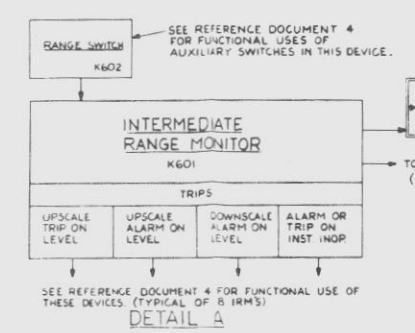 SEE REFERENCE DOCUMENT 4
FOR FUNCTIONAL USES OF
AUXILIARY SWITCHES IN THIS DEVICE.
RANGE SWITCH
K602
INTERMEDIATE
RANGE MONITOR
K601
TO
(
TRIPS
UPSCALE
TRIP ON
LEVEL
UPSCALE
ALARM ON
LEVEL
DOWNSCALE
ALARM ON
LEVEL
ALARM OR
TRIP ON
INST. INOP.
SEE REFERENCE DOCUMENT 4 FOR FUNCTIONAL USE OF
THESE DEVICES. (TYPICAL OF 8 IRM'S)
DETAIL A